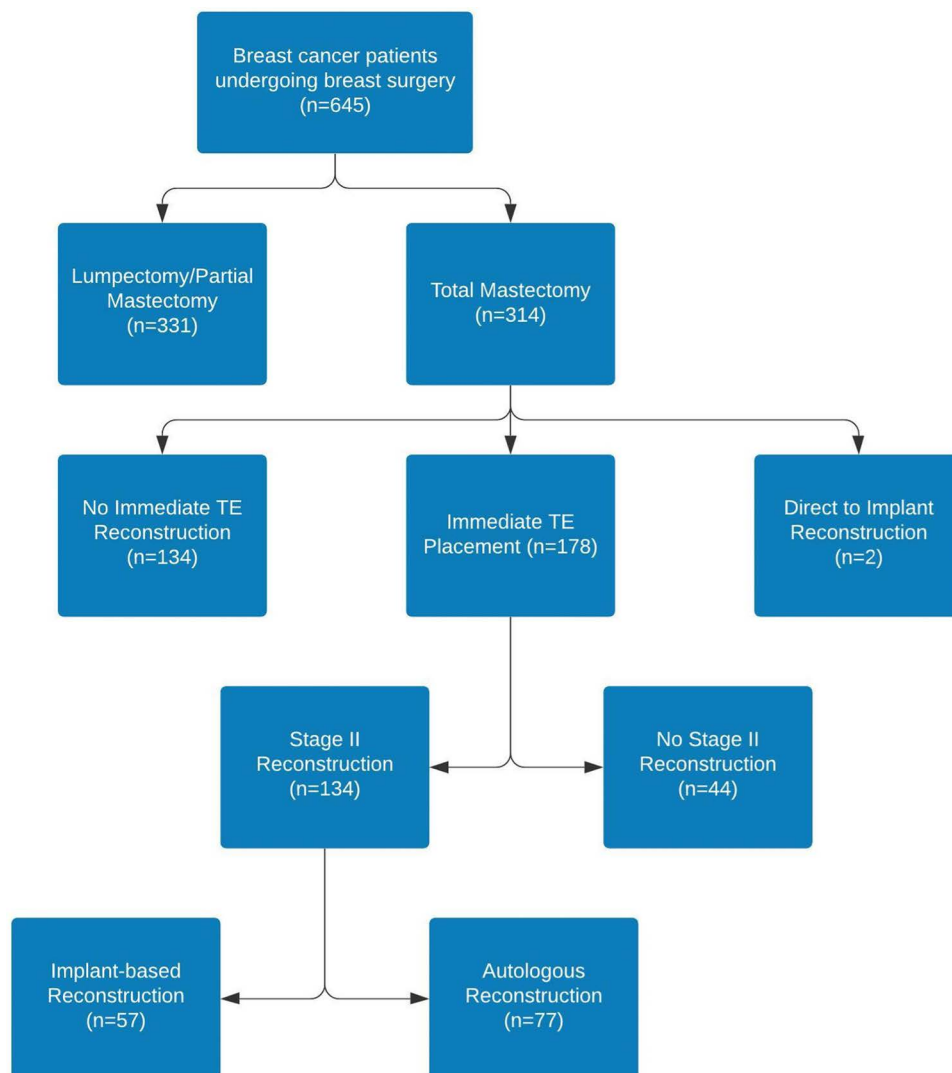 Breast cancer patients
undergoing breast surgery
(n=645)
Lumpectomy/Partial
Mastectomy
(n=331)
Total Mastectomy
(n=314)
No Immediate TE
Reconstruction
(n=134)
Immediate TE
Placement (n=178)
Direct to Implant
Reconstruction
(n=2)
Stage II
Reconstruction
(n=134)
No Stage II
Reconstruction
(n=44)
Implant-based
Reconstruction
(n=57)
Autologous
Reconstruction
(n=77)